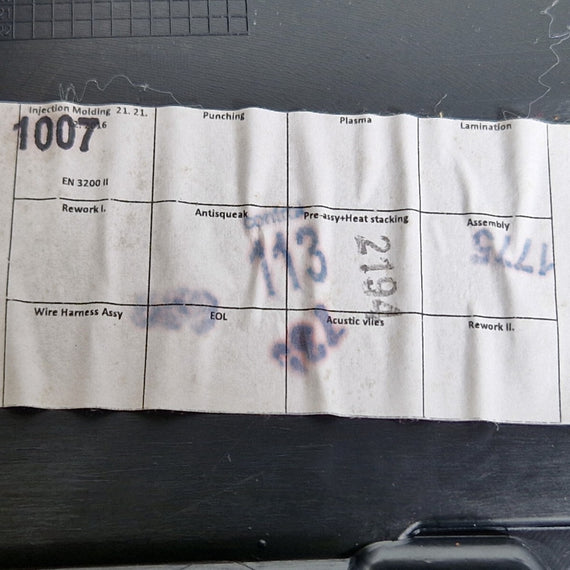 Injection Molding 21. 21.
1007
EN 3200 II
Punching
Plasma
Lamination
Rework I.
Antisqueak
Pre-assy+Heat stacking
Assembly
113
2194
1775
Wire Harness Assy
EOL
Acustic vlies
Rework II.